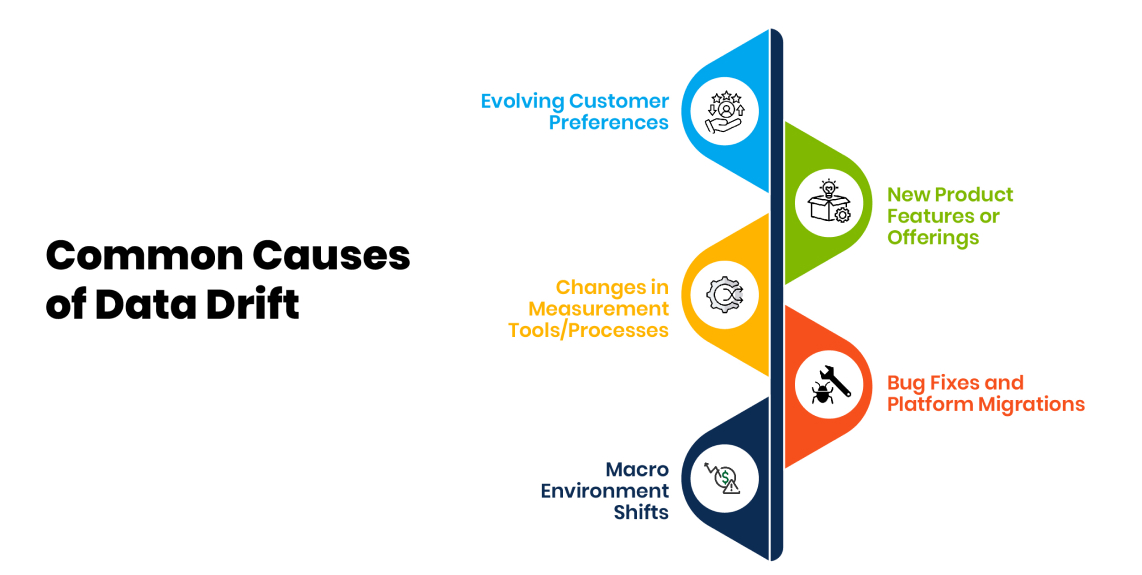 Common Causes
of Data Drift
Evolving Customer
Preferences
New Product
Features or
Offerings
Changes in
Measurement
Tools/Processes
Bug Fixes and
Platform Migrations
Macro
Environment
Shifts